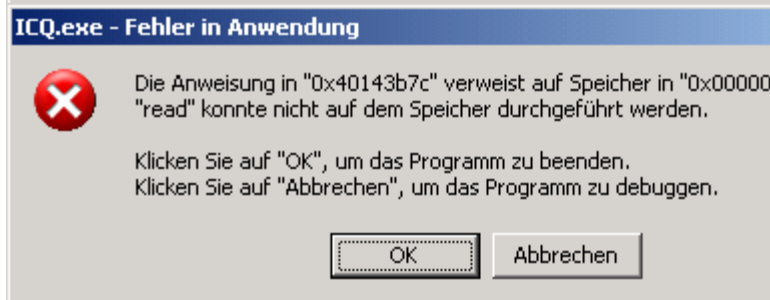 ICQ.exe - Fehler in Anwendung
Die Anweisung in "0x40143b7c" verweist auf Speicher in "0x00000
"read" konnte nicht auf dem Speicher durchgeführt werden.
Klicken Sie auf "OK", um das Programm zu beenden.
Klicken Sie auf "Abbrechen", um das Programm zu debuggen.
OK
Abbrechen